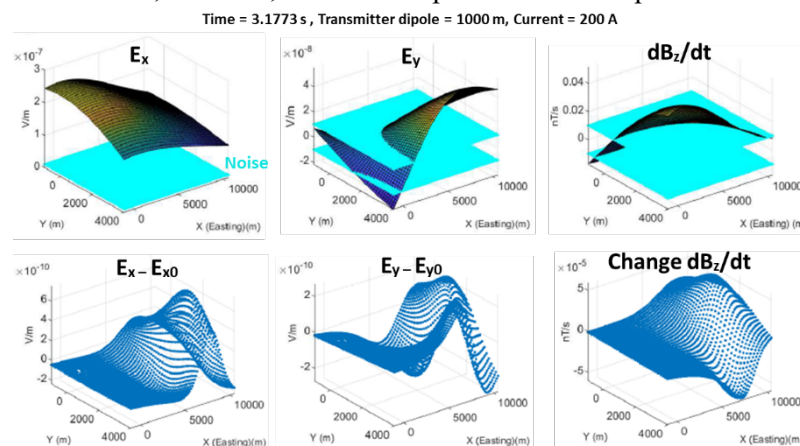 Time = 3.1773 s , Transmitter dipole = 1000 m, Current = 200 A
Ex
×10-7
3
2
1
0
V/m
Noise
0
2000
4000
Y (m)
0
5000
10000
X (Easting)(m)
Ey
×10-8
4
2
0
-2
V/m
0
2000
4000
Y (m)
0
5000
10000
X (Easting)(m)
dBz/dt
0.04
0.02
0
nT/s
0
2000
4000
Y (m)
0
5000
10000
X (Easting) (m)
Ex – Ex0
×10-10
6
4
2
0
-2
V/m
0
2000
4000
Y (m)
0
5000
10000
X (Easting)(m)
Ey – Ey0
×10-10
2
0
-2
V/m
0
2000
4000
Y (m)
0
5000
10000
X (Easting)(m)
Change dBz/dt
×10-5
5
0
-5
nT/s
0
2000
4000
Y (m)
0
5000
10000
X (Easting)(m)